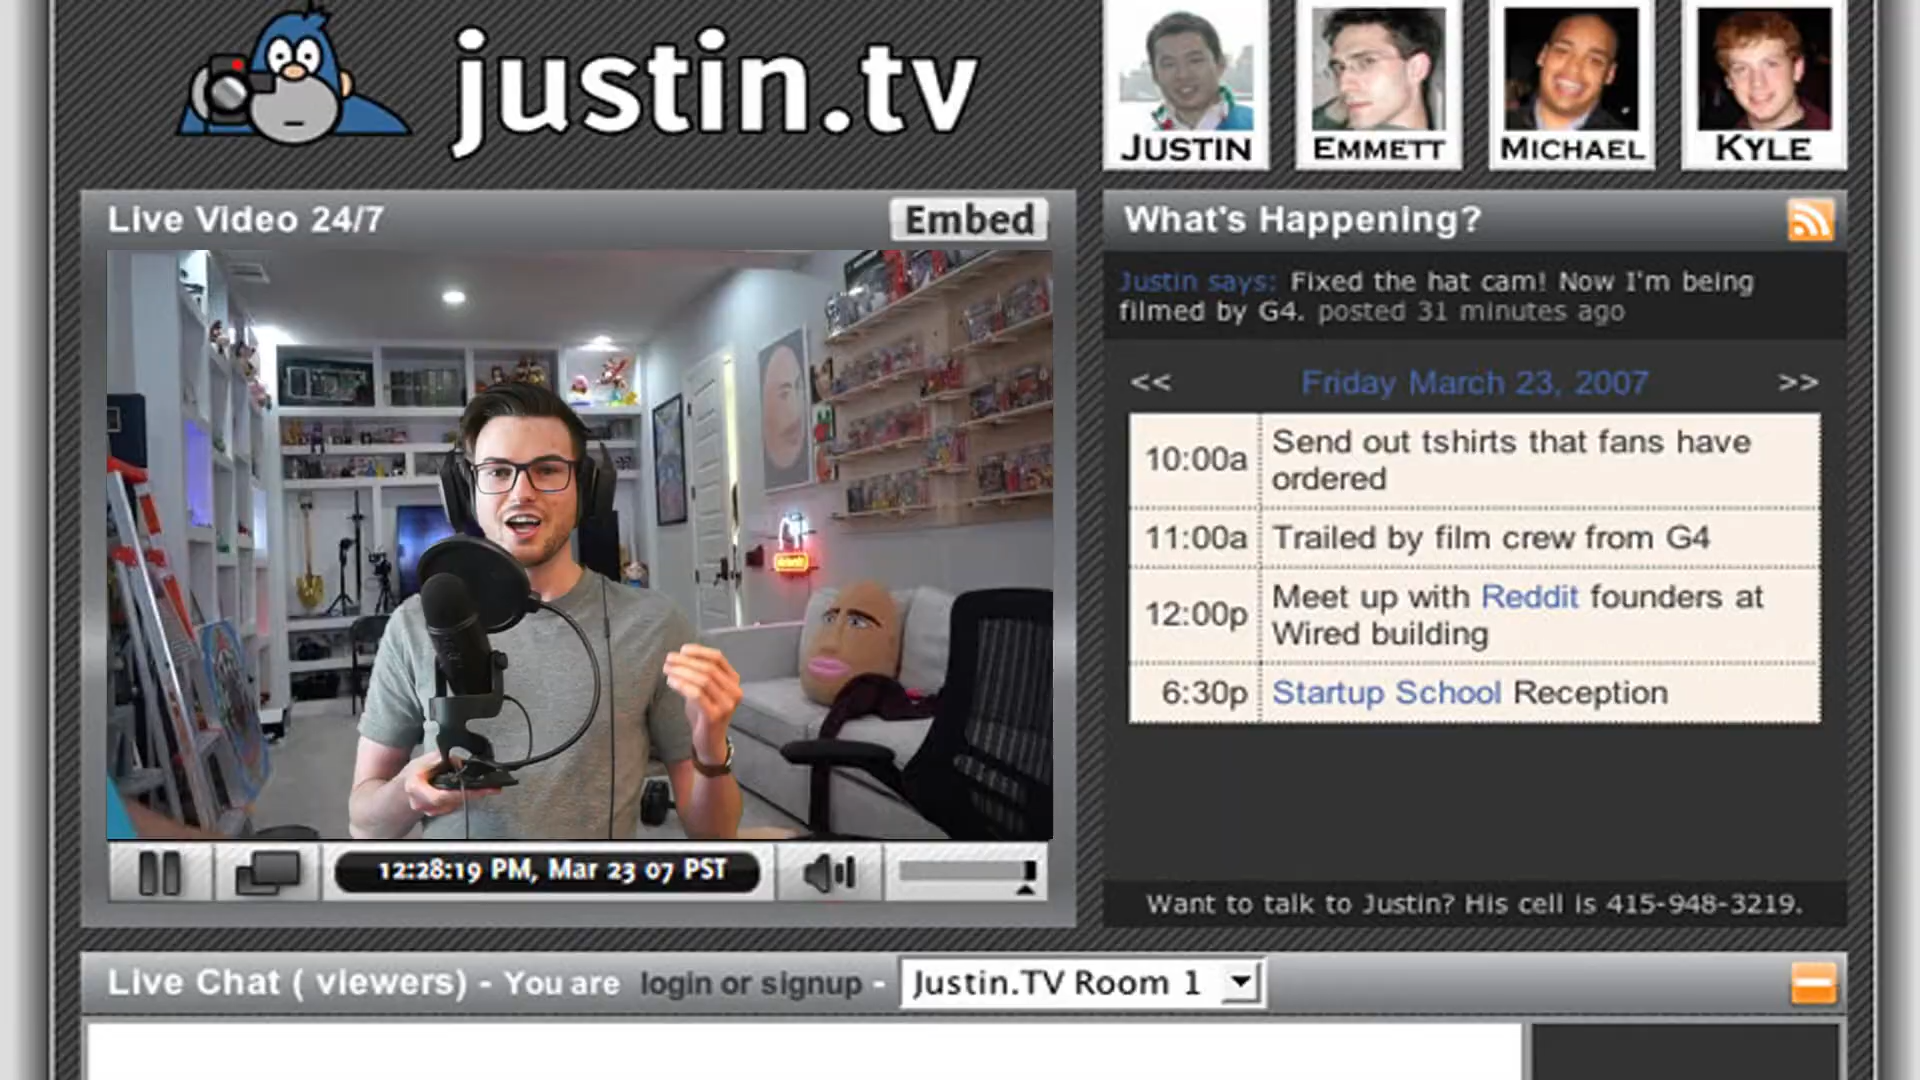 justin.tv
JUSTIN
EMMETT
MICHAEL
KYLE
Live Video 24/7
Embed
12:28:19 PM, Mar 23 07 PST
What's Happening?
Justin says: Fixed the hat cam! Now I'm being
filmed by G4. posted 31 minutes ago
<< Friday March 23, 2007 >>
10:00a Send out tshirts that fans have
ordered
11:00a Trailed by film crew from G4
12:00p Meet up with Reddit founders at
Wired building
6:30p Startup School Reception
Want to talk to Justin? His cell is 415-948-3219.
Live Chat ( viewers) - You are login or signup - Justin.TV Room 1